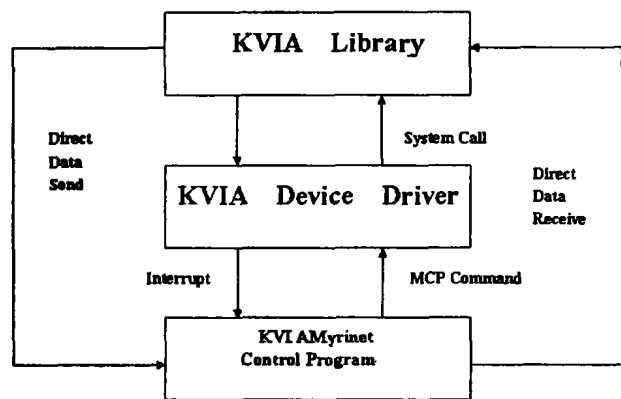 KVIA Library
Direct
Data
Send
System Call
KVIA Device Driver
Direct
Data
Receive
Interrupt
MCP Command
KVI AMyrinet
Control Program